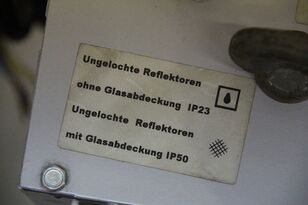 Ungelochte Reflektoren
ohne Glasabdeckung IP23
Ungelochte Reflektoren
mit Glasabdeckung IP50